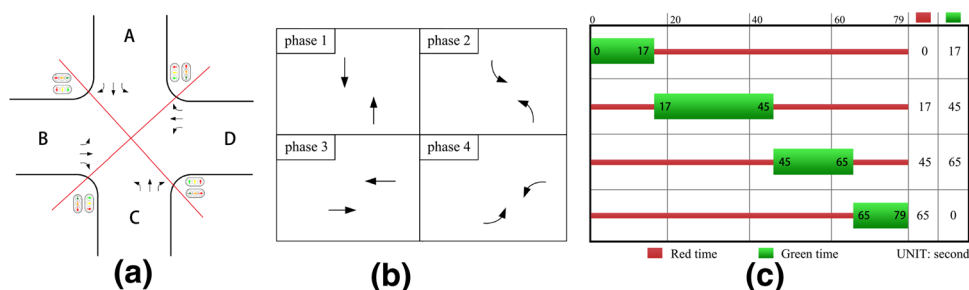 A
B
D
C
(a)
phase 1
phase 2
phase 3
phase 4
(b)
0 20 40 60 79
0 17 0 17
17 45 17 45
45 65 45 65
65 79 65 0
Red time Green time UNIT: second
(c)